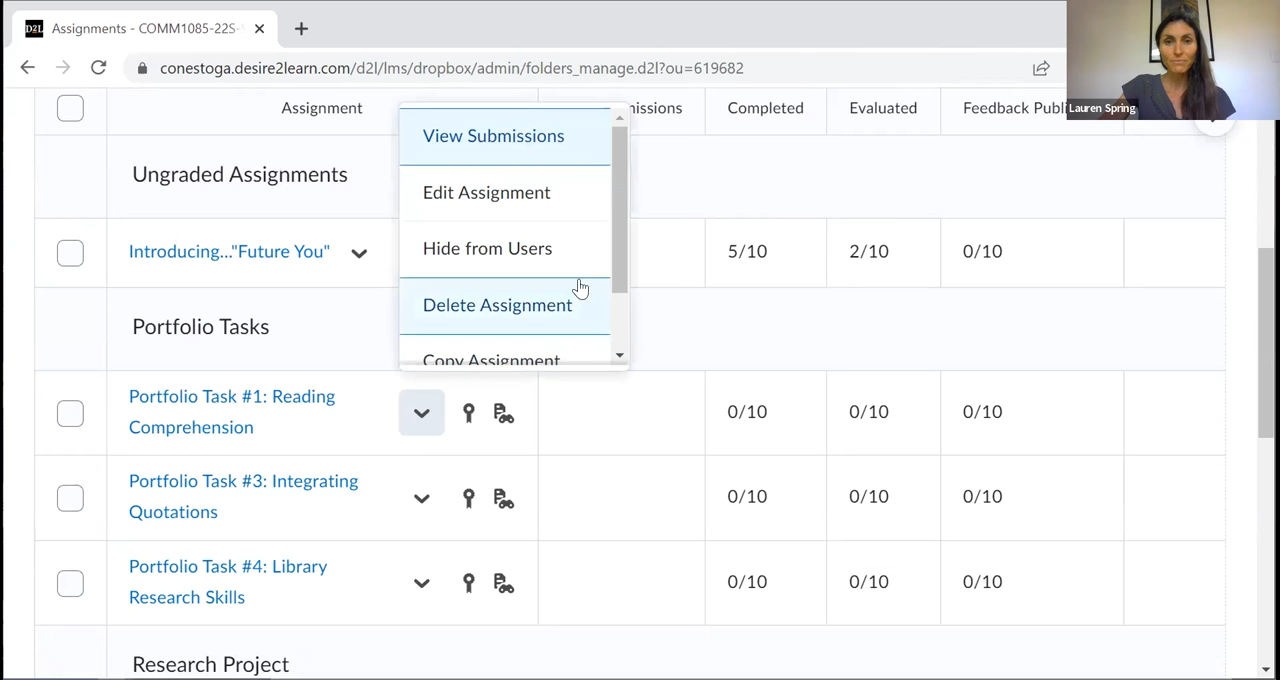 D2L Assignments - COMM1085-22S-
conestoga.desire2learn.com/d2l/lms/dropbox/admin/folders_manage.d2l?ou=619682
Lauren Spring
Assignment Completed Evaluated Feedback
View Submissions
Ungraded Assignments
Edit Assignment
Introducing..."Future You" 5/10 2/10 0/10
Hide from Users
Delete Assignment
Portfolio Tasks
Copy Assignment
Portfolio Task #1: Reading
Comprehension
0/10 0/10 0/10
Portfolio Task #3: Integrating
Quotations
0/10 0/10 0/10
Portfolio Task #4: Library
Research Skills
0/10 0/10 0/10
Research Project